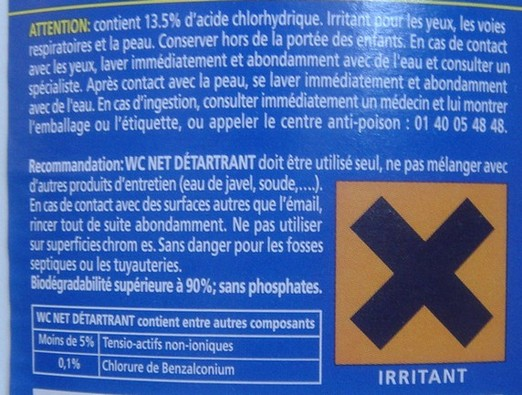 ATTENTION: contient 13.5% d'acide chlorhydrique. Irritant pour les yeux, les voies
respiratoires et la peau. Conserver hors de la portée des enfants. En cas de contact
avec les yeux, laver immédiatement et abondamment avec de l'eau et consulter un
spécialiste. Après contact avec la peau, se laver immédiatement et abondamment
avec de l'eau. En cas d'ingestion, consulter immédiatement un médecin et lui montrer
l'emballage ou l'étiquette, ou appeler le centre anti-poison : 01 40 05 48 48.
Recommandation: WC NET DÉTARTRANT doit être utilisé seul, ne pas mélanger avec
d'autres produits d'entretien (eau de javel, soude,....).
En cas de contact avec des surfaces autres que l'émail,
rincer tout de suite abondamment. Ne pas utiliser
sur superficies chrom es. Sans danger pour les fosses
septiques ou les tuyauteries.
Biodégradabilité supérieure à 90%; sans phosphates.
WC NET DÉTARTRANT contient entre autres composants
Moins de 5% Tensio-actifs non-ioniques
0,1% Chlorure de Benzalconium
IRRITANT